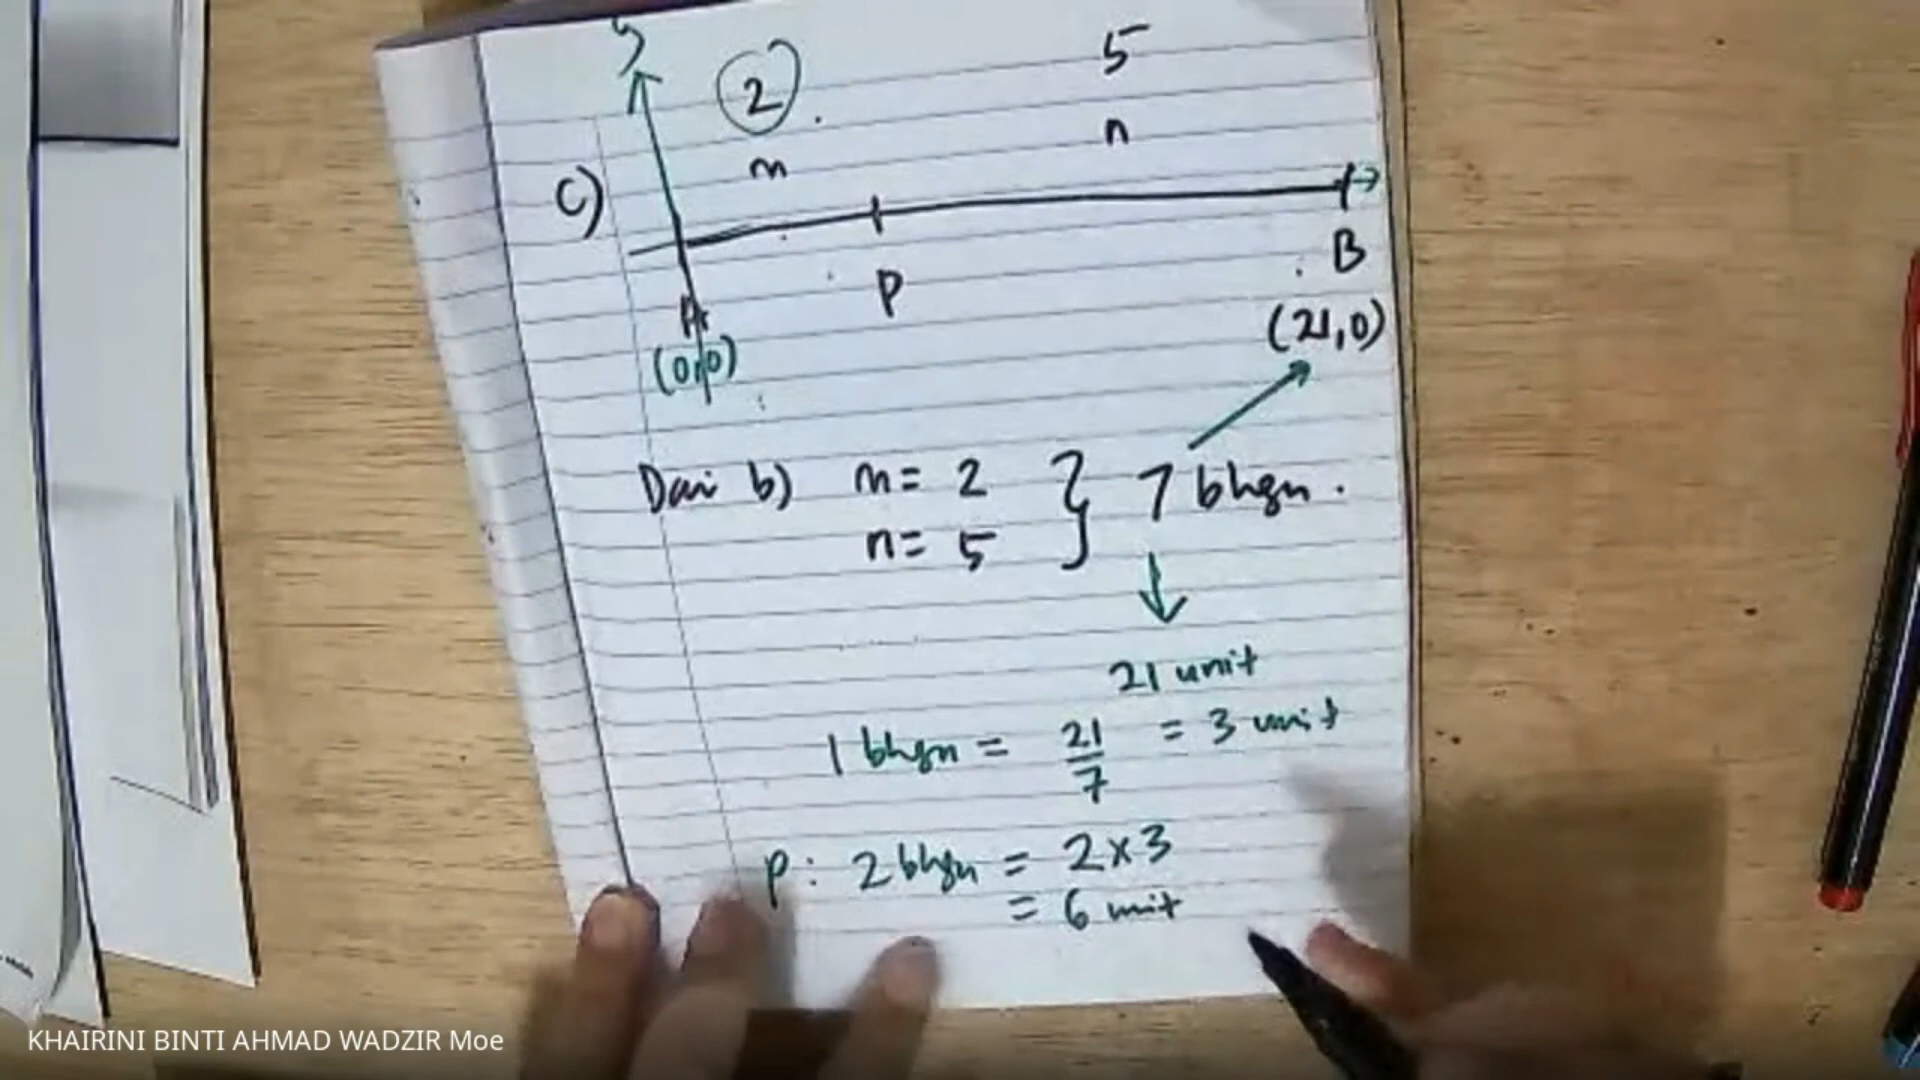 y
2 5
m n
C)
P B
A
(0,0) (21,0)
Dari b) m = 2 } 7 bhgn.
n = 5
21 unit
1 bhgn = 21/7 = 3 unit
P : 2 bhgn = 2 x 3
= 6 unit
KHAIRINI BINTI AHMAD WADZIR Moe